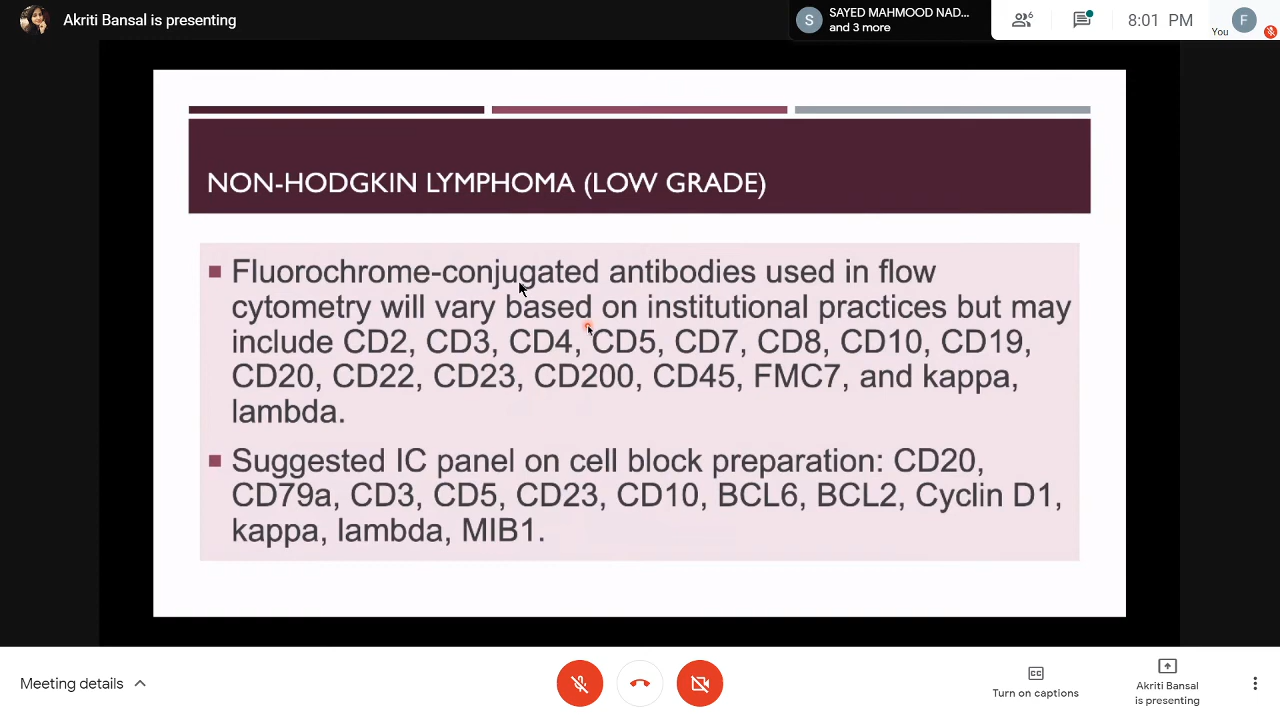 Akriti Bansal is presenting
S
SAYED MAHMOOD NAD...
and 3 more
6
8:01 PM
You
F
NON-HODGKIN LYMPHOMA (LOW GRADE)
Fluorochrome-conjugated antibodies used in flow
cytometry will vary based on institutional practices but may
include CD2, CD3, CD4, CD5, CD7, CD8, CD10, CD19,
CD20, CD22, CD23, CD200, CD45, FMC7, and kappa,
lambda.
Suggested IC panel on cell block preparation: CD20,
CD79a, CD3, CD5, CD23, CD10, BCL6, BCL2, Cyclin D1,
kappa, lambda, MIB1.
Meeting details
CC
Turn on captions
Akriti Bansal
is presenting